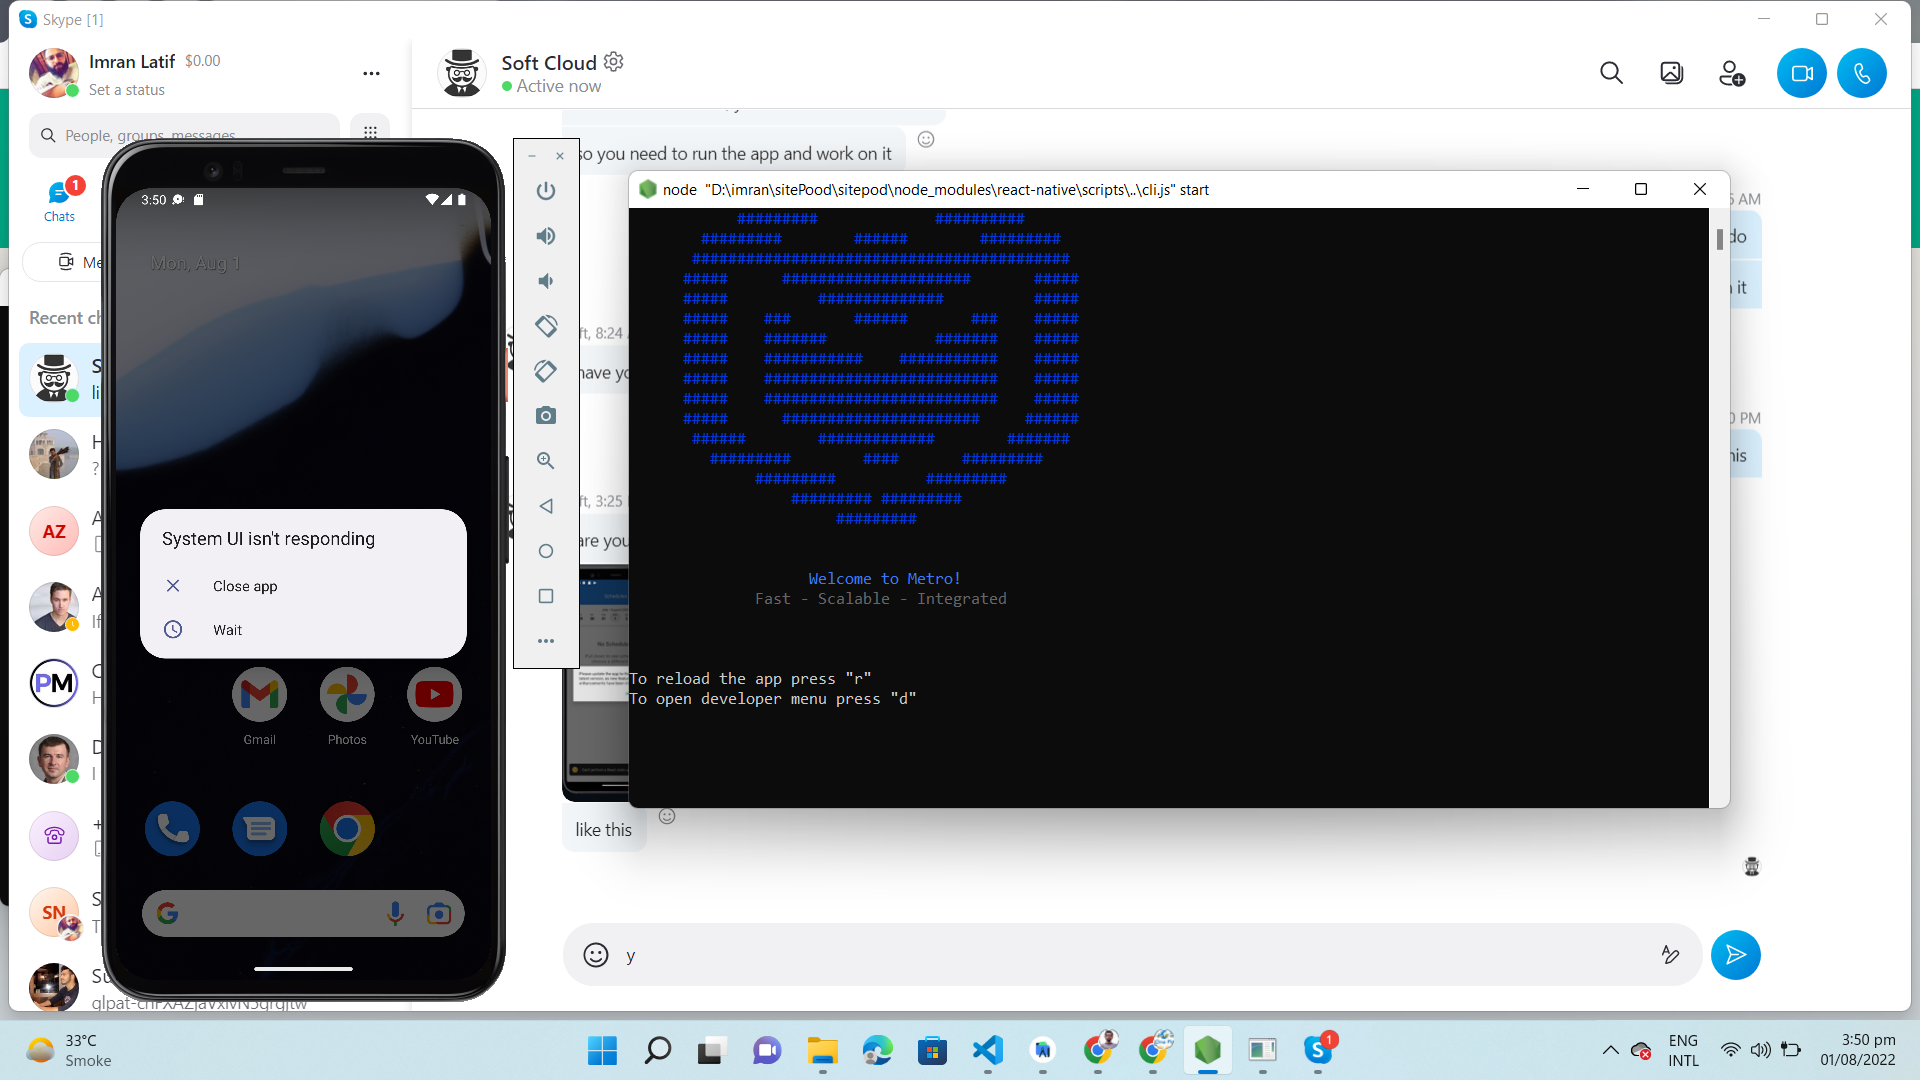 Skype [1]
Imran Latif $0.00
Set a status
People, groups, messages
1
Chats
Me
Recent ch
S
li
H
?
AZ
A
A
If
PM
C
H
D
I
+
SN
S
T
Su
Soft Cloud
Active now
so you need to run the app and work on it
AM
do
it
ft, 8:24
have yo
PM
his
ft, 3:25
are you
like this
y
3:50
Mon, Aug 1
System UI isn't responding
Close app
Wait
Gmail
Photos
YouTube
node "D:\imran\sitePood\sitepod\node_modules\react-native\scripts\..\cli.js" start
Welcome to Metro!
Fast - Scalable - Integrated
To reload the app press "r"
To open developer menu press "d"
33°C
Smoke
1
ENG
INTL
3:50 pm
01/08/2022